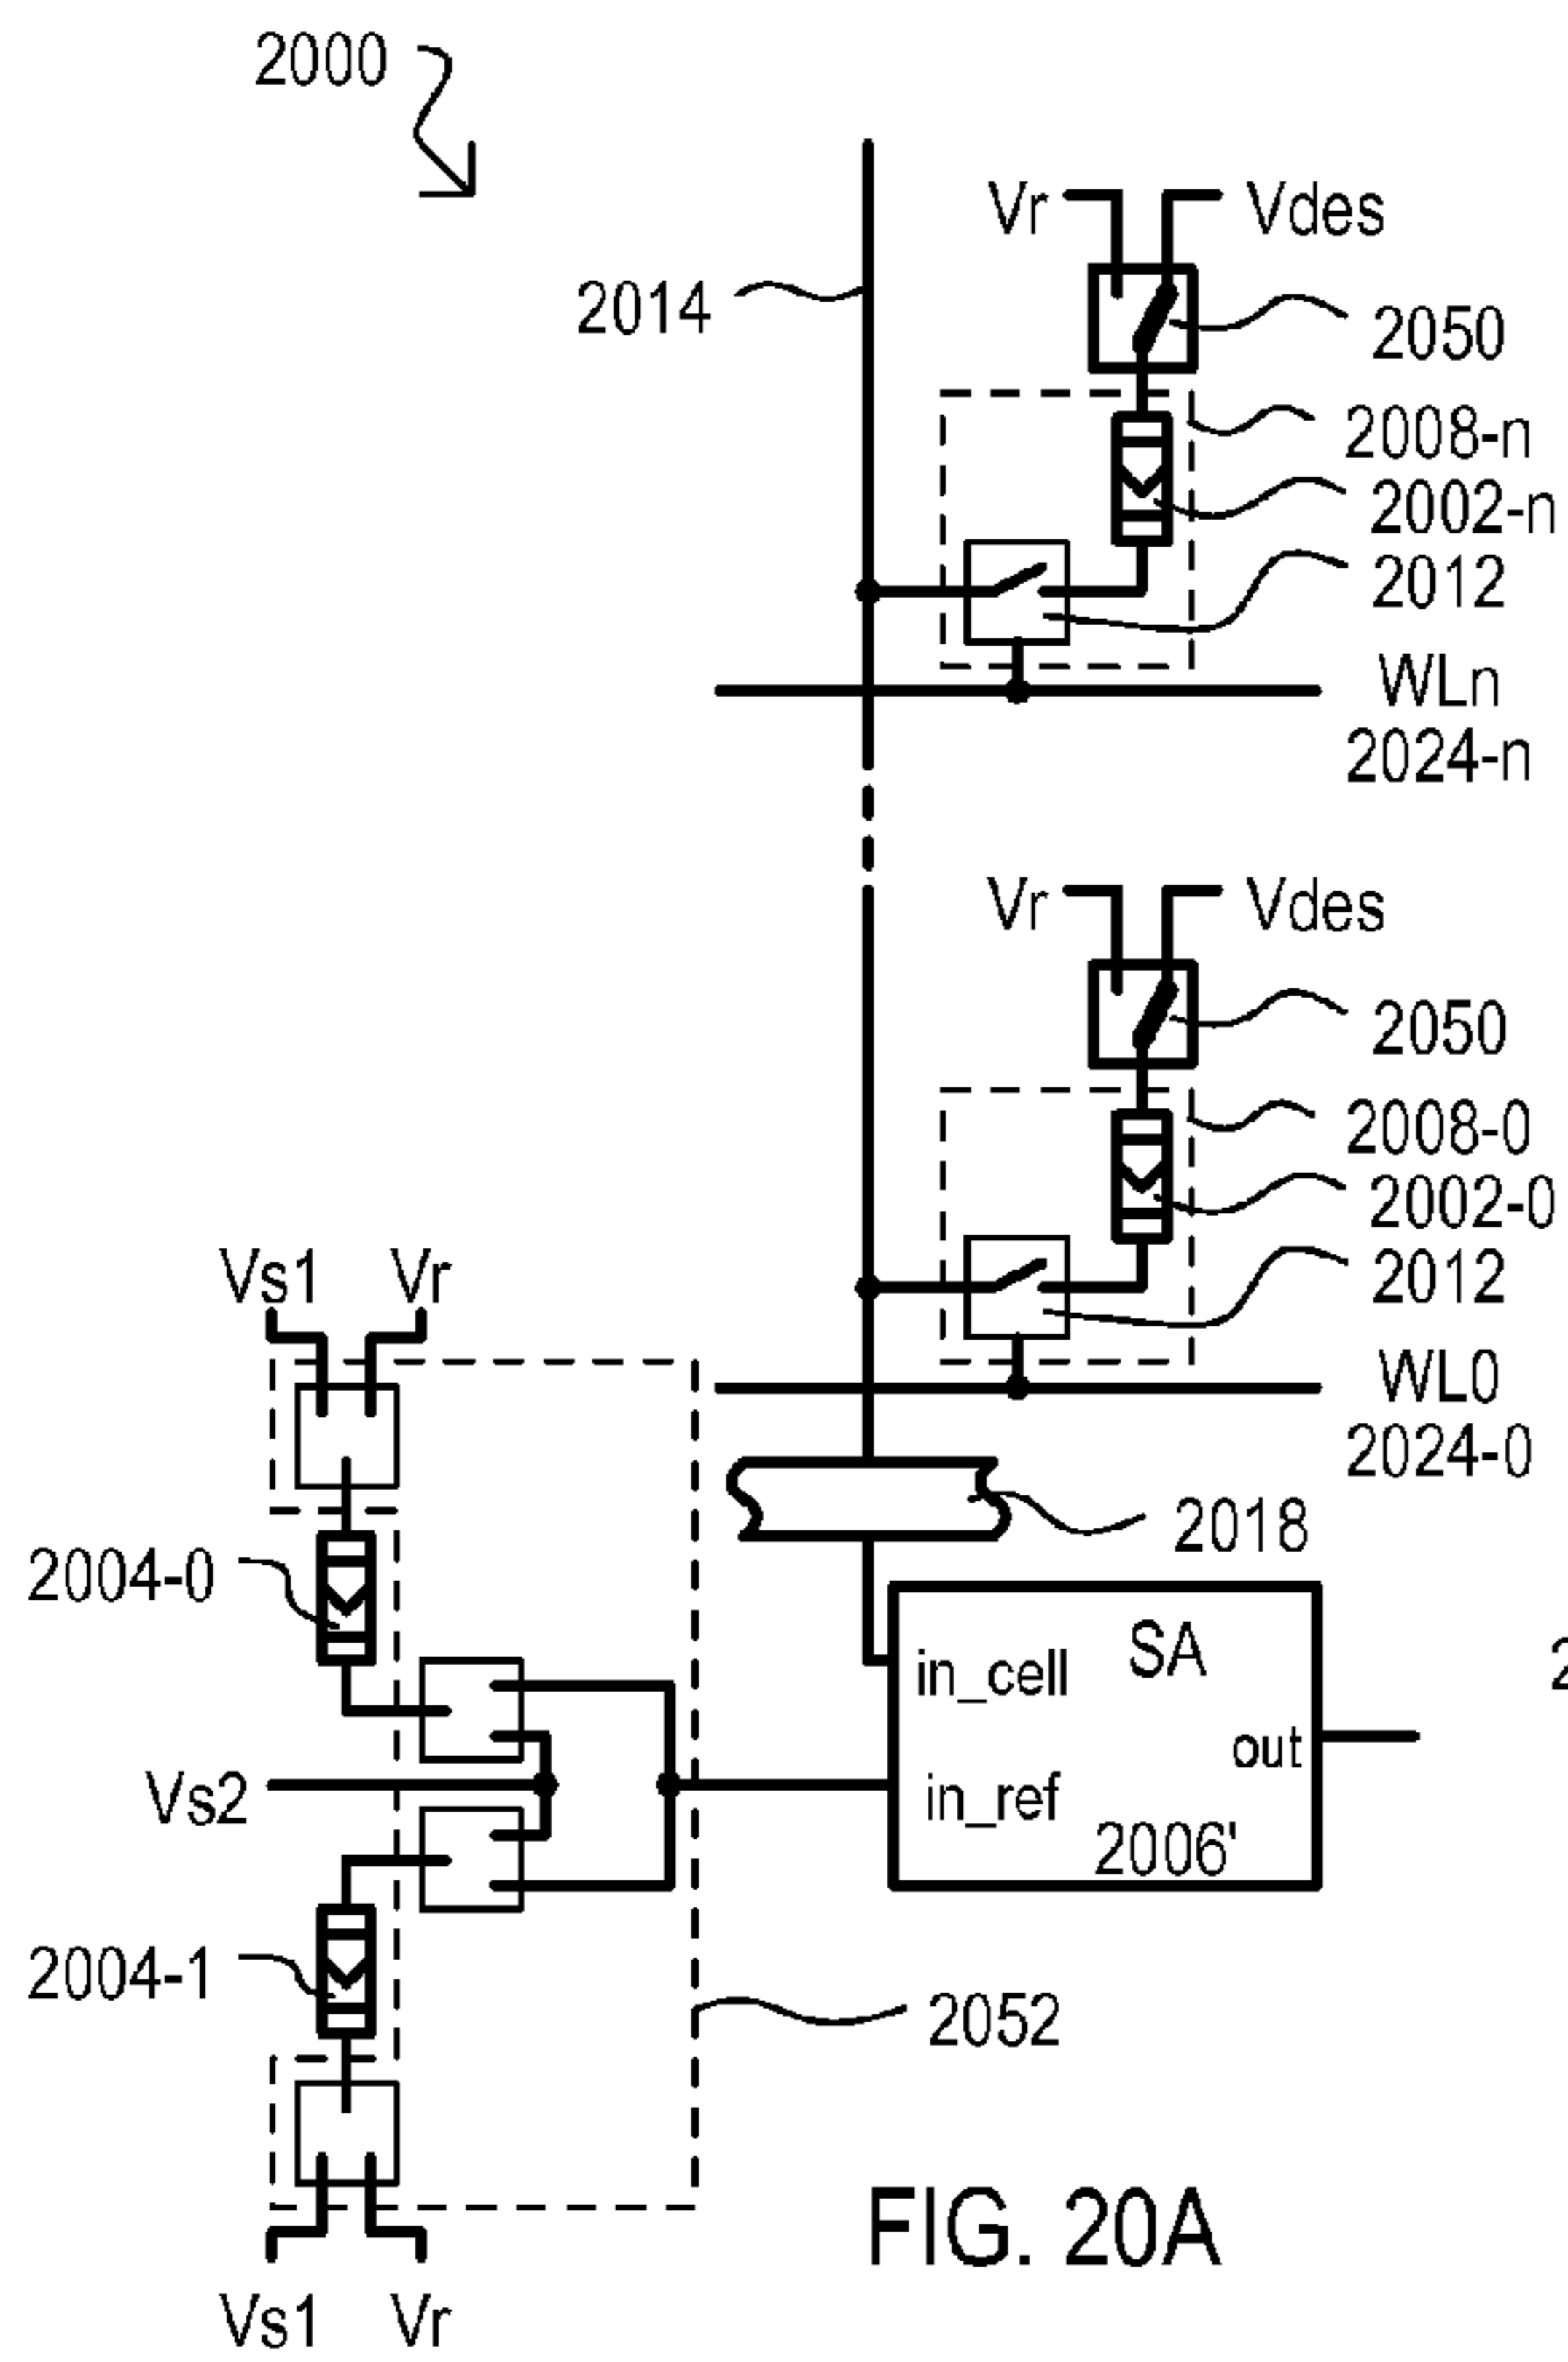 2000
Vr Vdes
2014
2050
2008-n
2002-n
2012
WLn
2024-n
Vr Vdes
2050
2008-0
2002-0
2012
WL0
2024-0
Vs1 Vr
2018
2004-0
SA
in_cell
out
Vs2
in_ref
2006'
2004-1
2052
Vs1 Vr
FIG. 20A